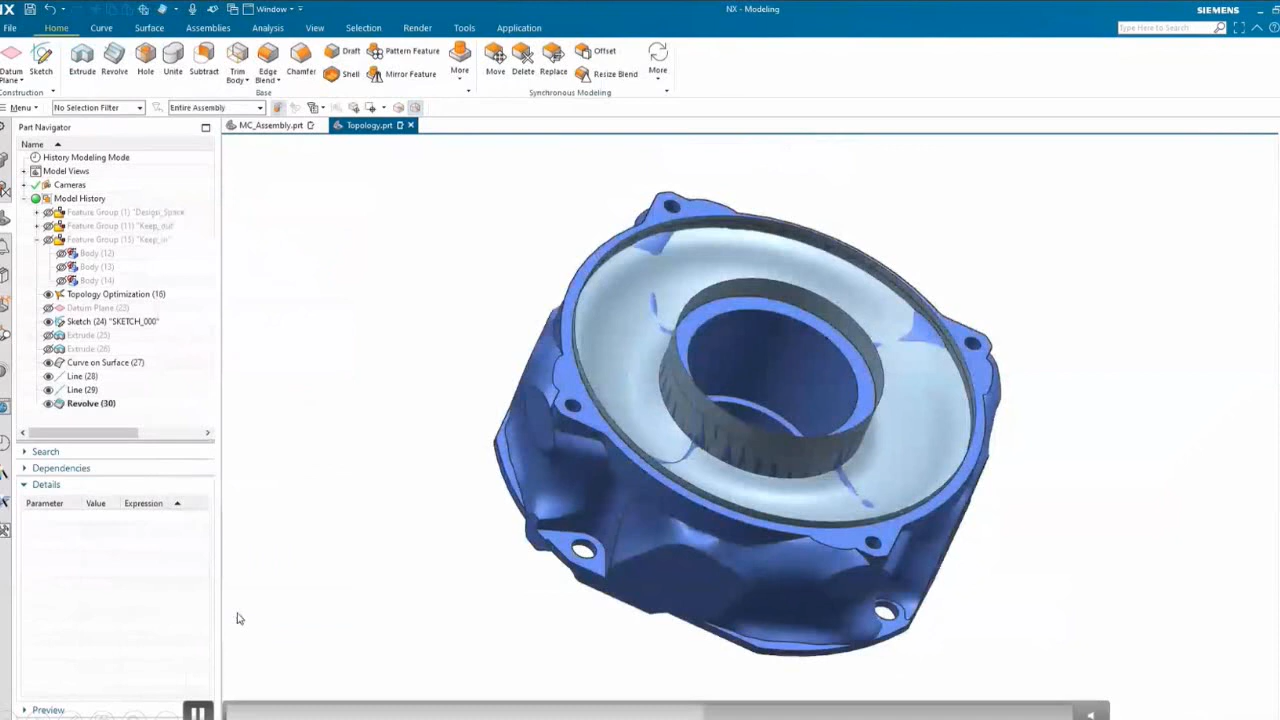 NX
Window
NX - Modeling
SIEMENS
File Home Curve Surface Assemblies Analysis View Selection Render Tools Application
Type Here to Search
Datum Plane
Sketch
Extrude
Revolve
Hole
Unite
Subtract
Trim Body
Edge Blend
Chamfer
Draft
Shell
Pattern Feature
Mirror Feature
More
Move
Delete
Replace
Offset
Resize Blend
More
Construction
Base
Synchronous Modeling
Menu
No Selection Filter
Entire Assembly
Part Navigator
MC_Assembly.prt
Topology.prt
Name
History Modeling Mode
Model Views
Cameras
Model History
Feature Group (1) "Design_Space
Feature Group (11) "Keep_out"
Feature Group (15) "Keep_in"
Body (12)
Body (13)
Body (14)
Topology Optimization (16)
Datum Plane (23)
Sketch (24) "SKETCH_000"
Extrude (25)
Extrude (26)
Curve on Surface (27)
Line (28)
Line (29)
Revolve (30)
Search
Dependencies
Details
Parameter Value Expression
Preview